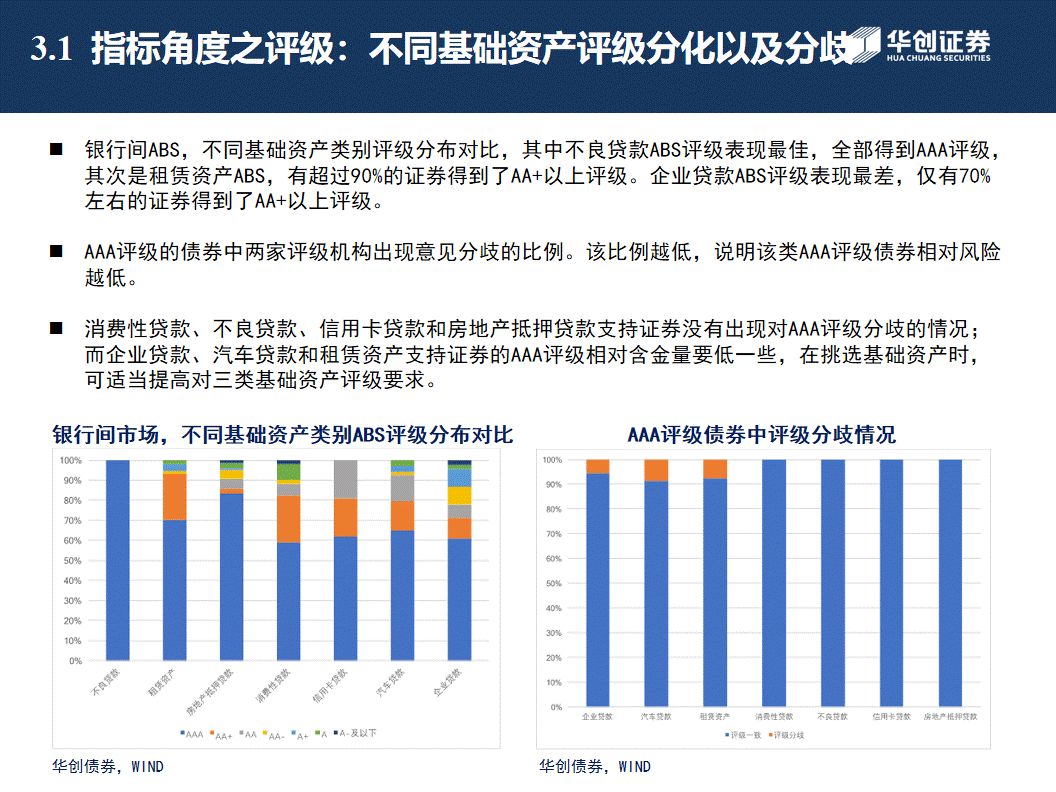 3.1 指标角度之评级：不同基础资产评级分化以及分歧
华创证券
HUA CHUANG SECURITIES
■ 银行间ABS，不同基础资产类别评级分布对比，其中不良贷款ABS评级表现最佳，全部得到AAA评级，
其次是租赁资产ABS，有超过90%的证券得到了AA+以上评级。企业贷款ABS评级表现最差，仅有70%
左右的证券得到了AA+以上评级。
■ AAA评级的债券中两家评级机构出现意见分歧的比例。该比例越低，说明该类AAA评级债券相对风险
越低。
■ 消费性贷款、不良贷款、信用卡贷款和房地产抵押贷款支持证券没有出现对AAA评级分歧的情况；
而企业贷款、汽车贷款和租赁资产支持证券的AAA评级相对含金量要低一些，在挑选基础资产时，
可适当提高对三类基础资产评级要求。
银行间市场，不同基础资产类别ABS评级分布对比
100%
90%
80%
70%
60%
50%
40%
30%
20%
10%
0%
不良贷款
租赁资产
房地产抵押贷款
消费性贷款
信用卡贷款
汽车贷款
企业贷款
AAA AA+ AA AA- A+ A A-及以下
华创债券，WIND
AAA评级债券中评级分歧情况
100%
90%
80%
70%
60%
50%
40%
30%
20%
10%
0%
企业贷款 汽车贷款 租赁资产 消费性贷款 不良贷款 信用卡贷款 房地产抵押贷款
评级一致 评级分歧
华创债券，WIND